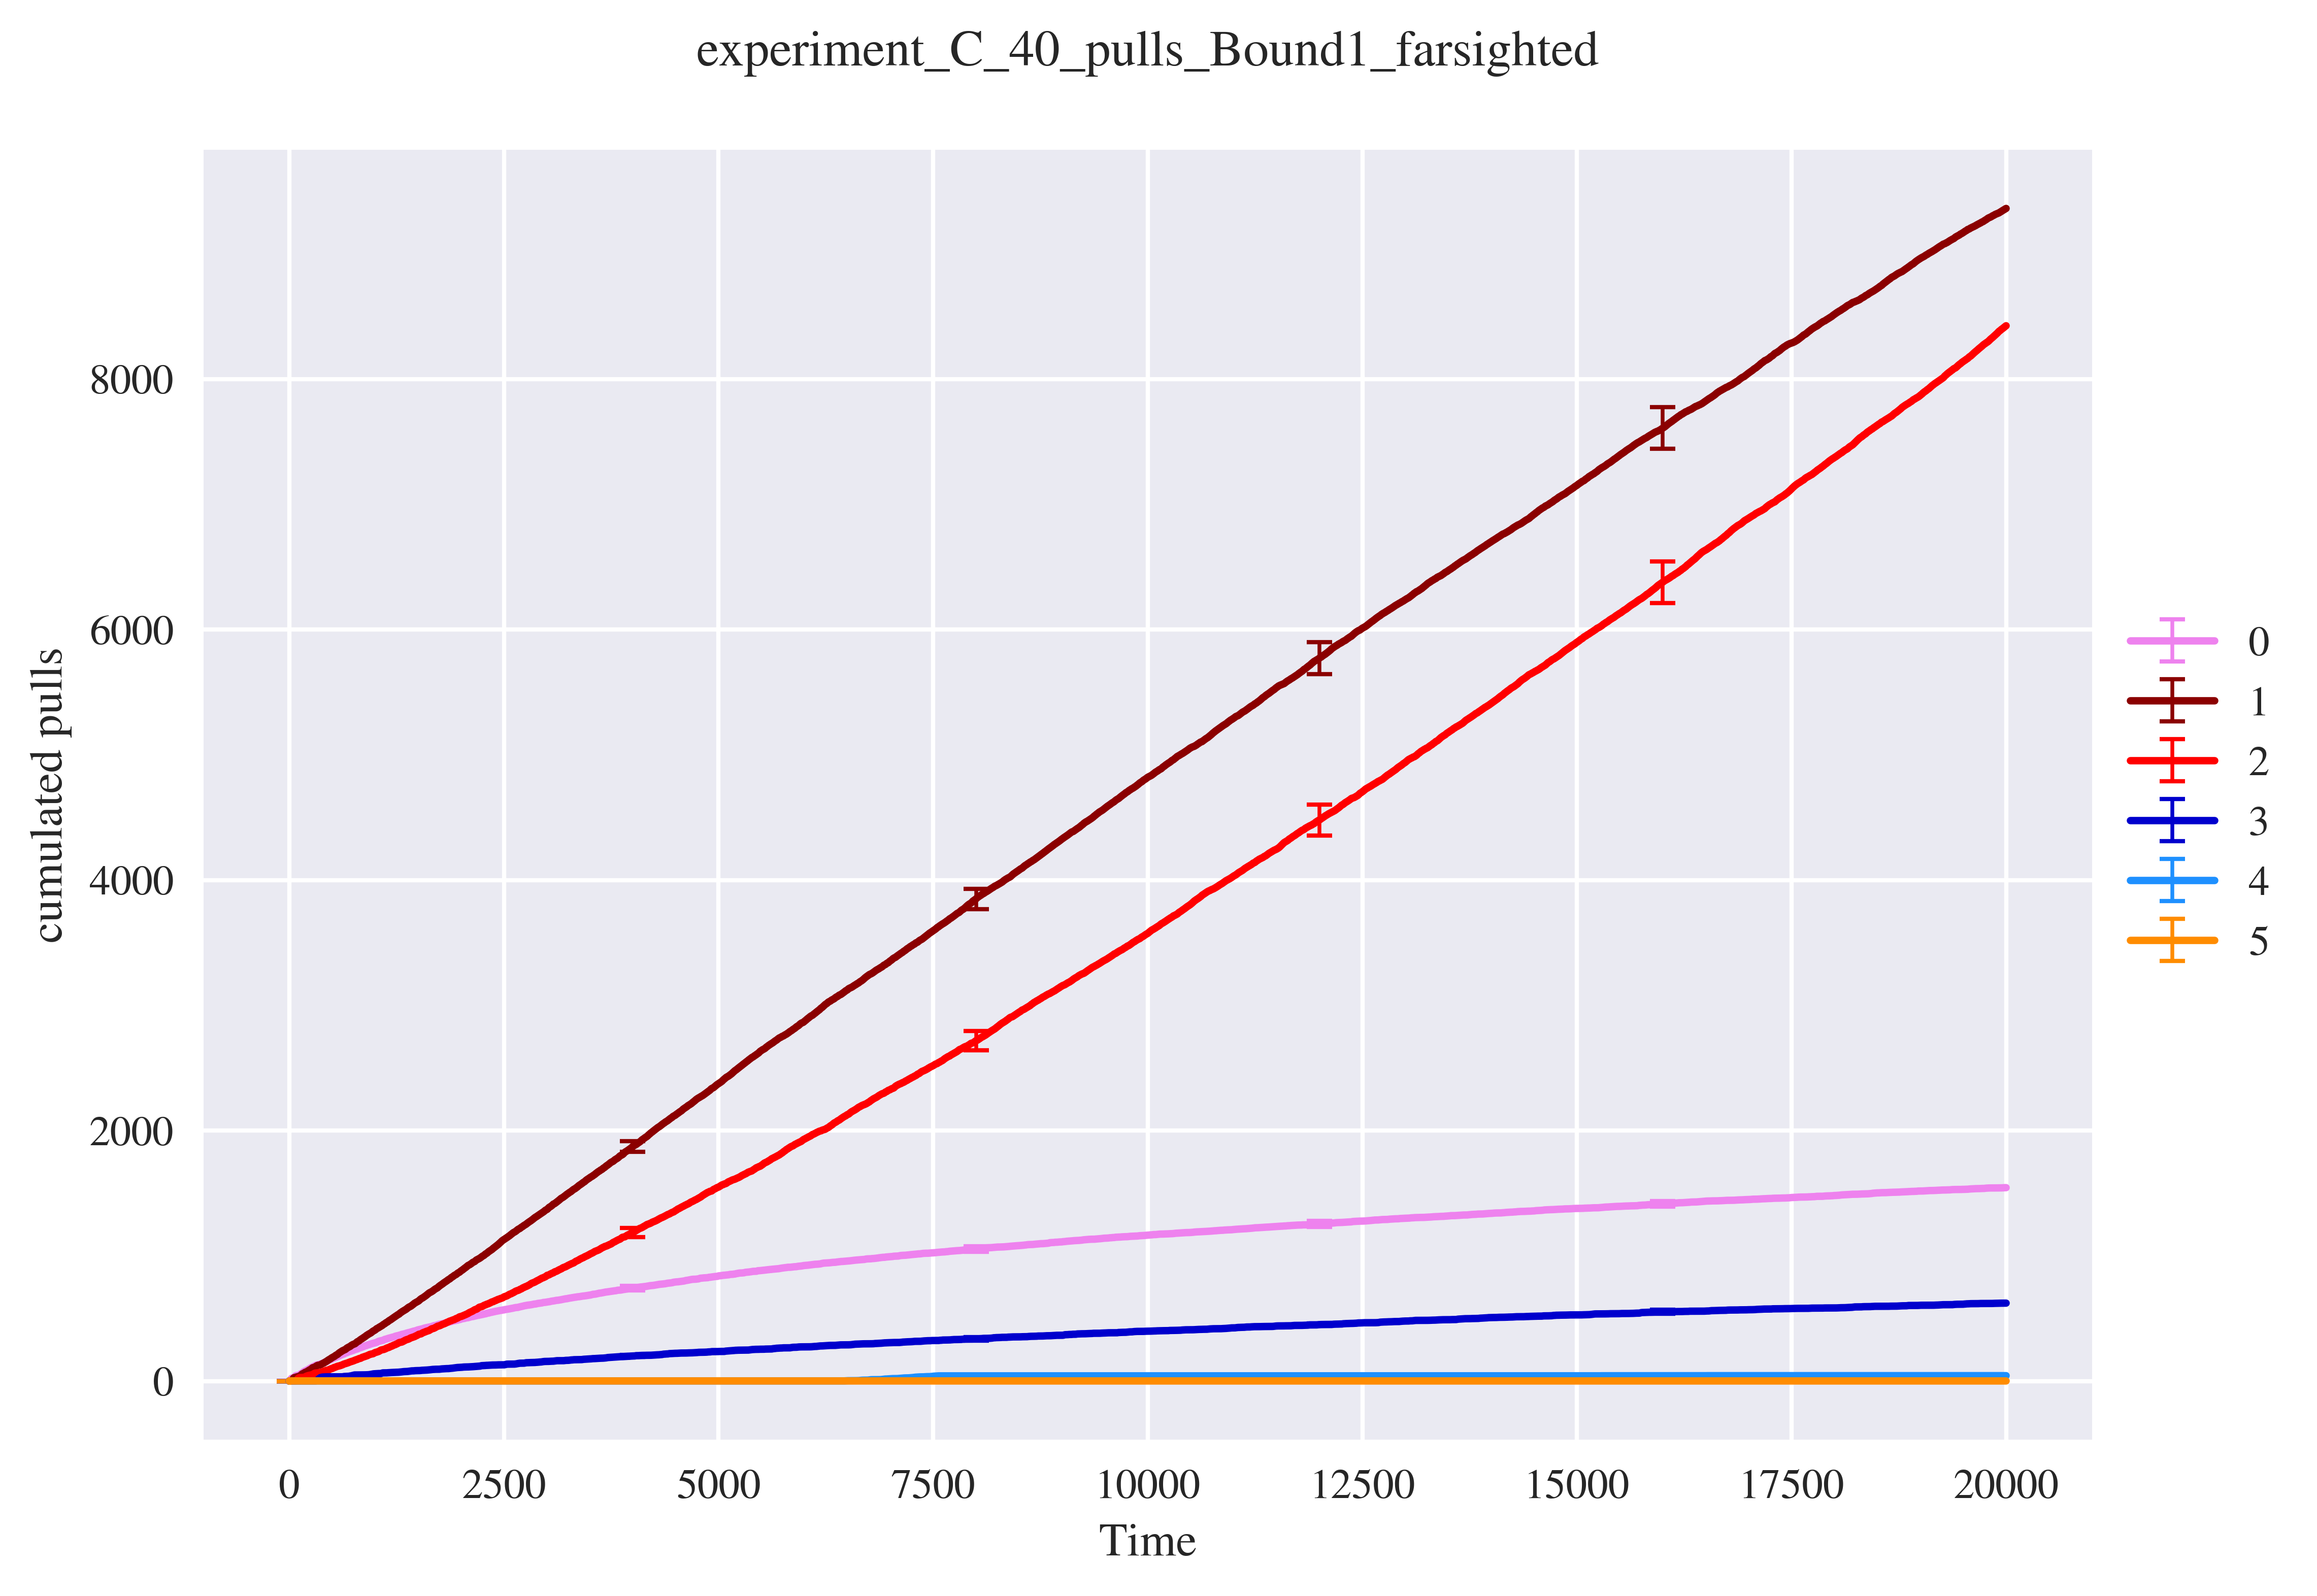 experiment_C_40_pulls_Bound1_farsighted
cumulated pulls
8000
6000
4000
2000
0
0 2500 5000 7500 10000 12500 15000 17500 20000
Time
0
1
2
3
4
5